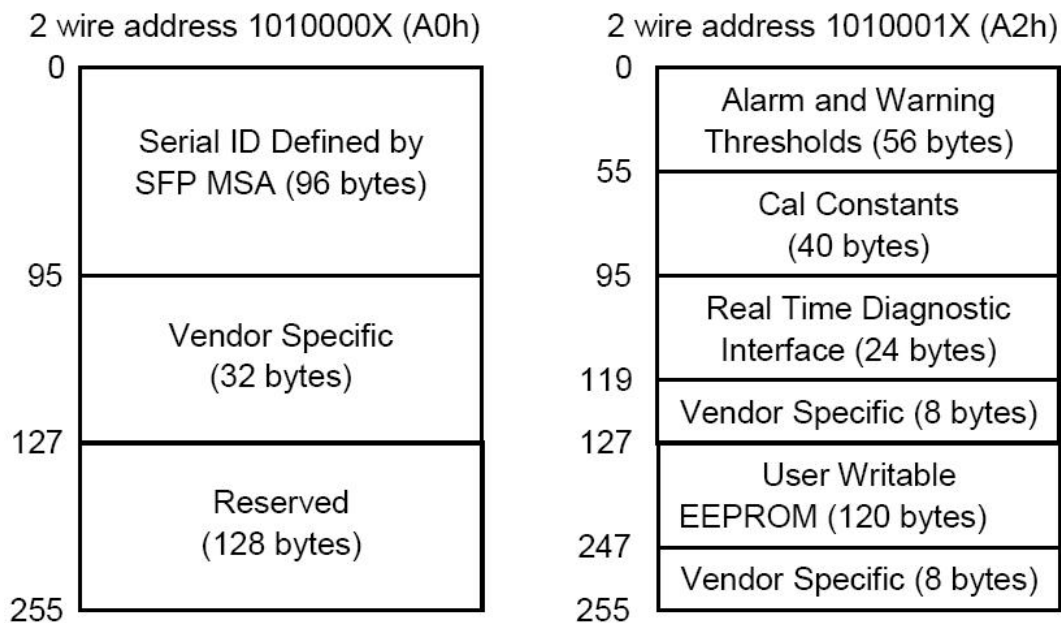 2 wire address 1010000X (A0h)
0
Serial ID Defined by
SFP MSA (96 bytes)
95
Vendor Specific
(32 bytes)
127
Reserved
(128 bytes)
255
2 wire address 1010001X (A2h)
0
Alarm and Warning
Thresholds (56 bytes)
55
Cal Constants
(40 bytes)
95
Real Time Diagnostic
Interface (24 bytes)
119
Vendor Specific (8 bytes)
127
User Writable
EEPROM (120 bytes)
247
Vendor Specific (8 bytes)
255